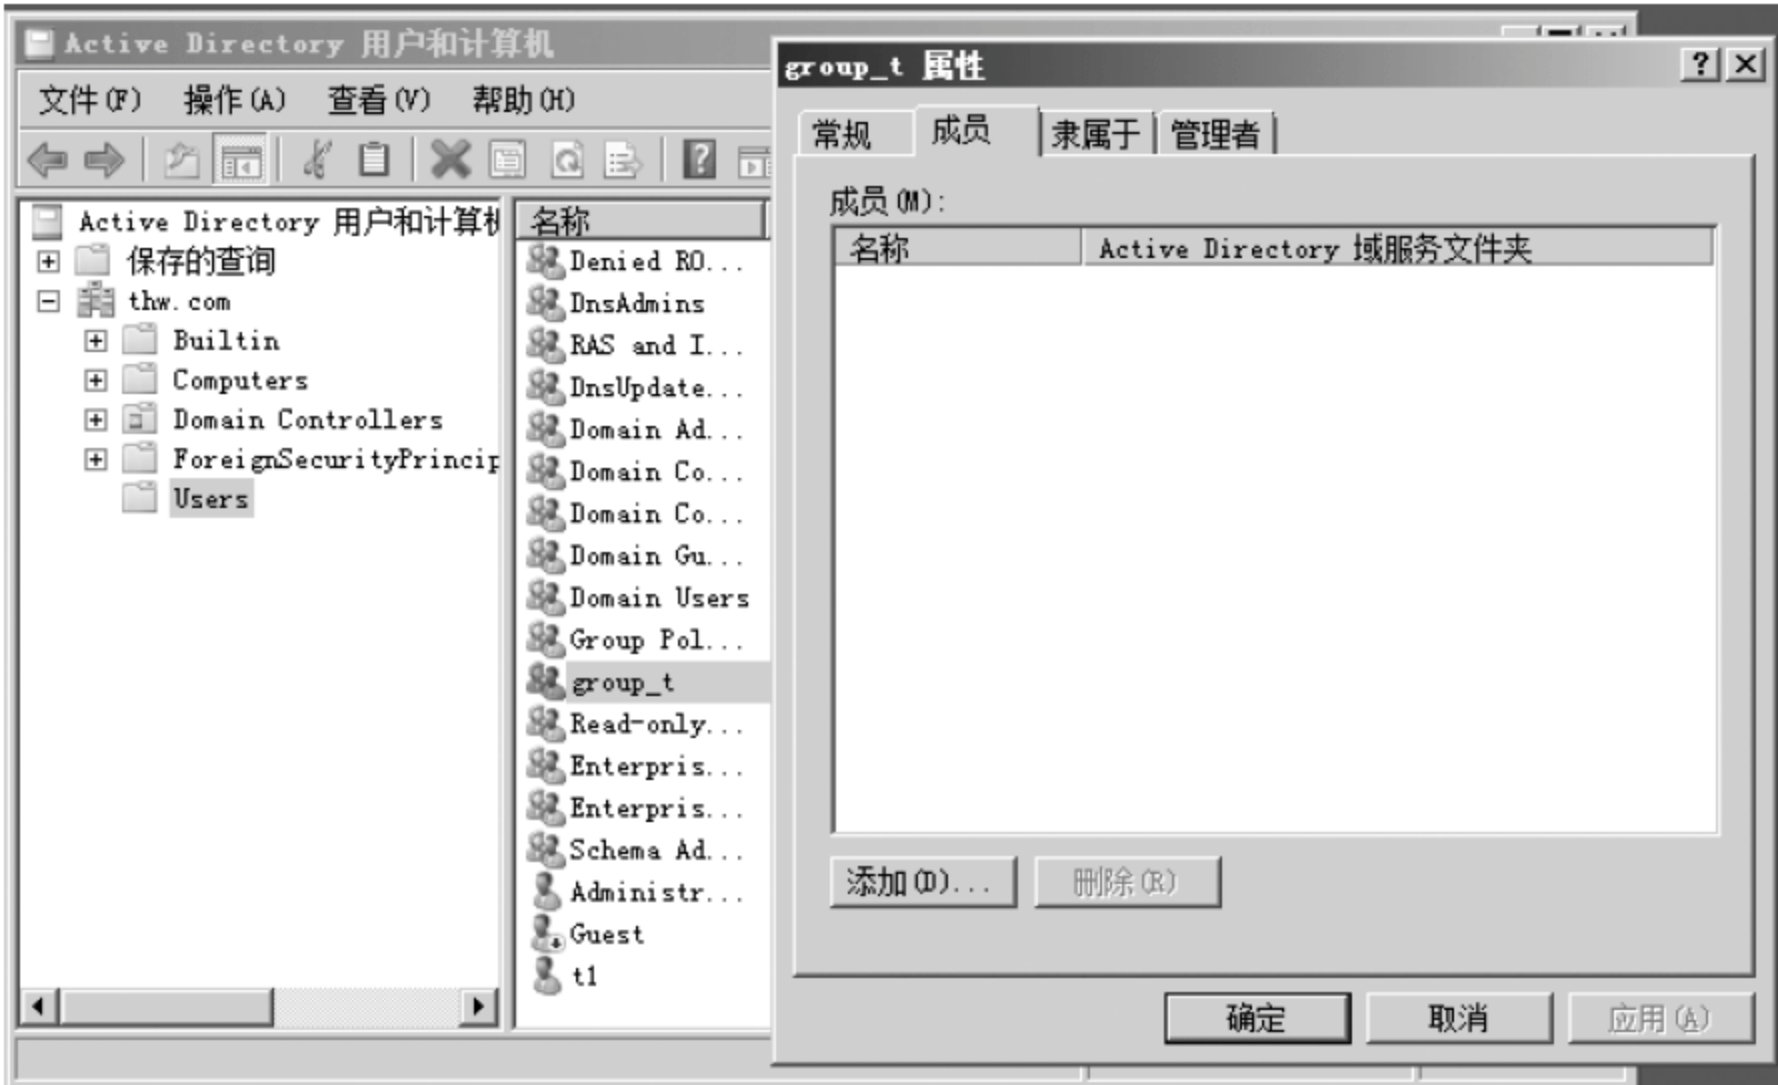 Active Directory 用户和计算机
文件(F) 操作(A) 查看(V) 帮助(H)
Active Directory 用户和计算机
保存的查询
thw.com
Builtin
Computers
Domain Controllers
ForeignSecurityPrincip
Users
名称
Denied RO...
DnsAdmins
RAS and I...
DnsUpdate...
Domain Ad...
Domain Co...
Domain Co...
Domain Gu...
Domain Users
Group Pol...
group_t
Read-only...
Enterpris...
Enterpris...
Schema Ad...
Administr...
Guest
t1
group_t 属性
常规 成员 隶属于 管理者
成员(M):
名称 Active Directory 域服务文件夹
添加(D)... 删除(R)
确定 取消 应用(A)